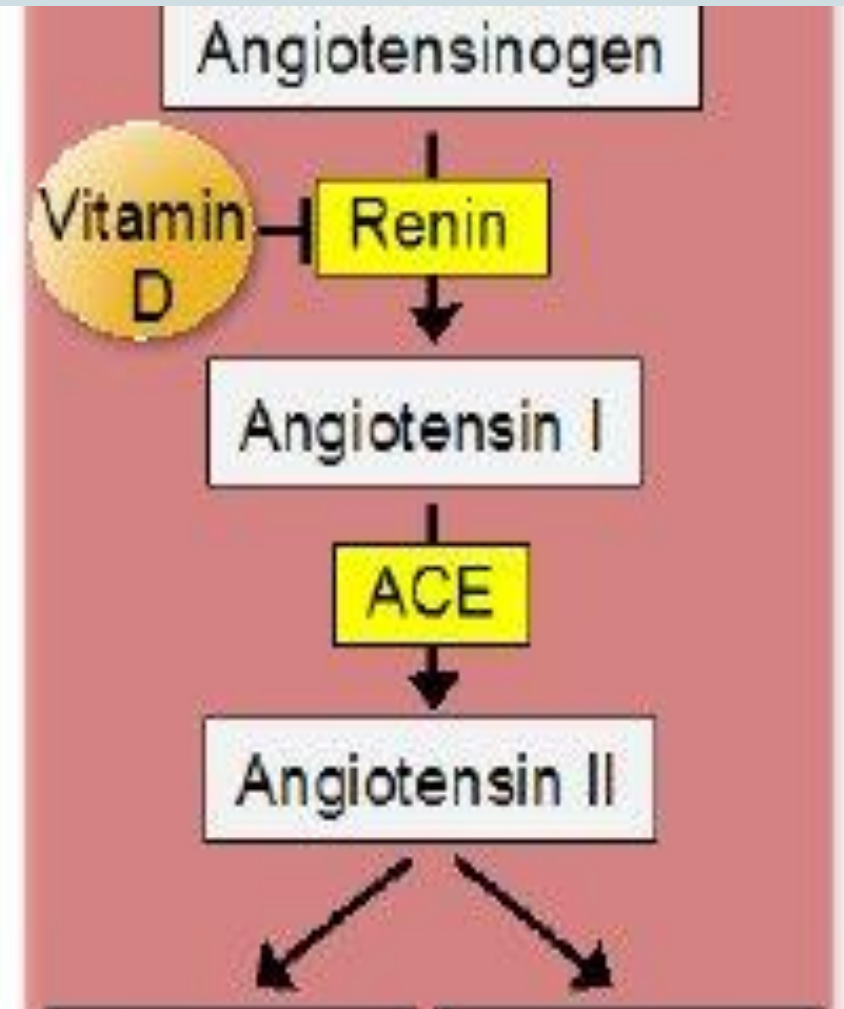 Angiotensinogen
Vitamin
D
Renin
Angiotensin I
ACE
Angiotensin II